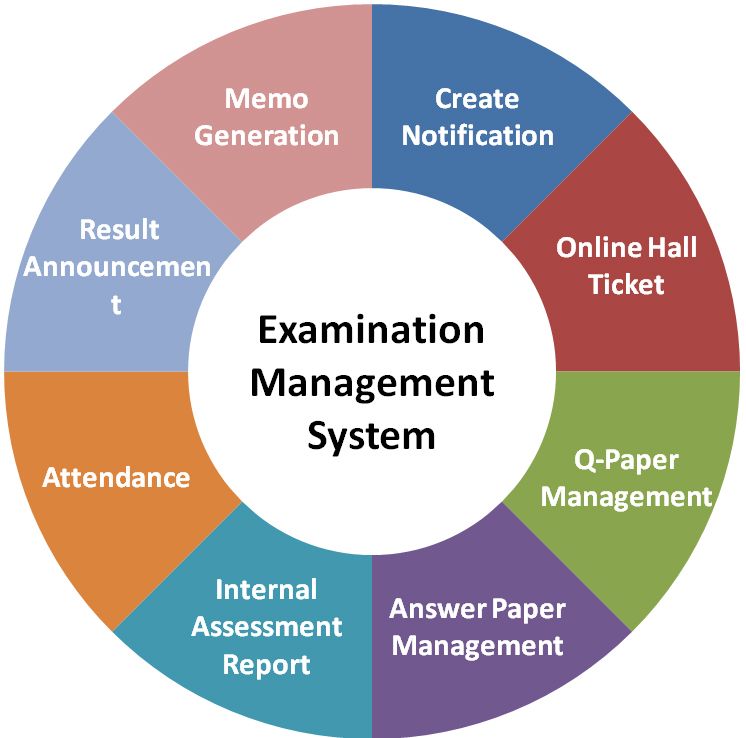 Memo
Generation
Create
Notification
Online Hall
Ticket
Q-Paper
Management
Answer Paper
Management
Internal
Assessment
Report
Attendance
Result
Announcemen
t
Examination
Management
System